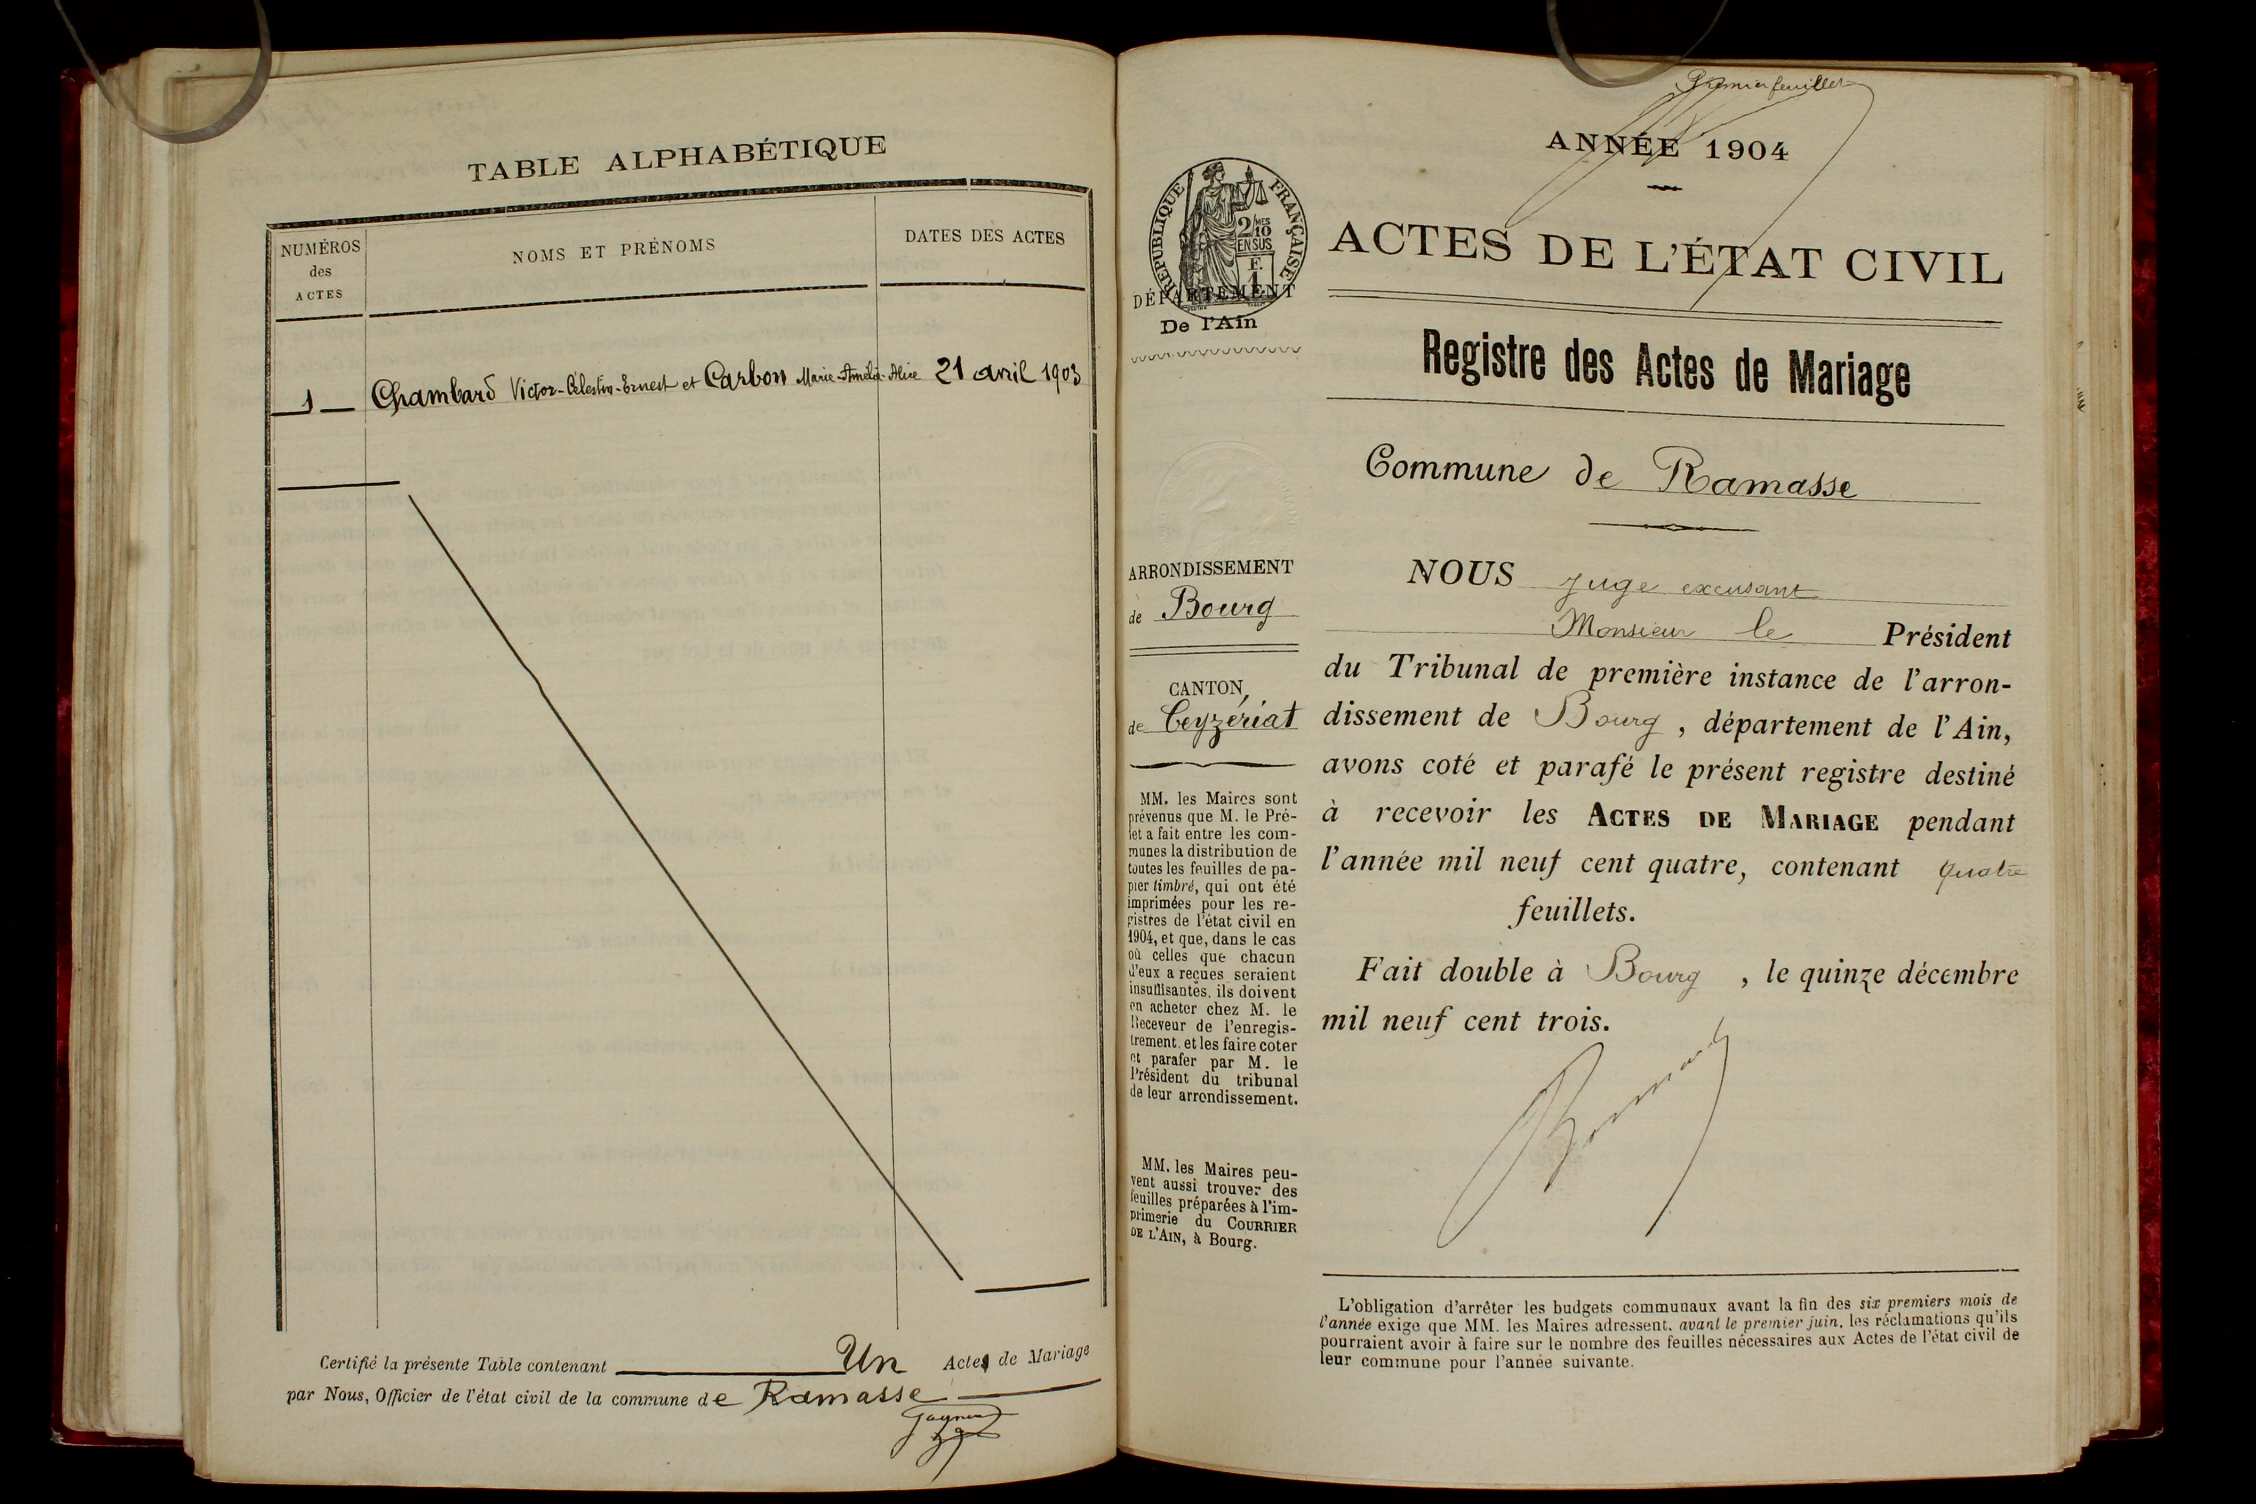 TABLE ALPHABÉTIQUE
NUMÉROS
des
ACTES
NOMS ET PRÉNOMS
DATES DES ACTES
1 Chambard Victor-Célestin-Ernest et Carbon Marie-Amélie-Alice 21 avril 1903
Certifié la présente Table contenant Un Acte de Mariage
par Nous, Officier de l'état civil de la commune de Ramasse
Premier feuillet
ANNÉE 1904
RÉPUBLIQUE FRANÇAISE
2/10 MES
EN SUS
F.
1
DÉPARTEMENT
De l'Ain
ACTES DE L'ÉTAT CIVIL
Registre des Actes de Mariage
Commune de Ramasse
ARRONDISSEMENT
de Bourg
CANTON
de Ceyzériat
MM. les Maires sont
prévenus que M. le Pré-
fet a fait entre les com-
munes la distribution de
toutes les feuilles de pa-
pier timbré, qui ont été
imprimées pour les re-
gistres de l'état civil en
1904, et que, dans le cas
où celles que chacun
d'eux a reçues seraient
insuffisantes, ils doivent
en acheter chez M. le
Receveur de l'enregis-
trement, et les faire coter
et parafer par M. le
Président du tribunal
de leur arrondissement.
MM. les Maires peu-
vent aussi trouver des
feuilles préparées à l'im-
primerie du COURRIER
DE L'AIN, à Bourg.
NOUS juge excusant
Monsieur le Président
du Tribunal de première instance de l'arron-
dissement de Bourg, département de l'Ain,
avons coté et parafé le présent registre destiné
à recevoir les ACTES DE MARIAGE pendant
l'année mil neuf cent quatre, contenant quatre
feuillets.
Fait double à Bourg, le quinze décembre
mil neuf cent trois.
L'obligation d'arrêter les budgets communaux avant la fin des six premiers mois de
l'année exige que MM. les Maires adressent, avant le premier juin, les réclamations qu'ils
pourraient avoir à faire sur le nombre des feuilles nécessaires aux Actes de l'état civil de
leur commune pour l'année suivante.